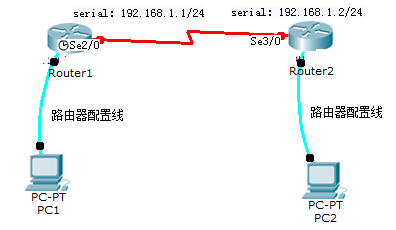 serial: 192.168.1.1/24
serial: 192.168.1.2/24
Se2/0
Se3/0
Router1
Router2
路由器配置线
路由器配置线
PC-PT
PC1
PC-PT
PC2